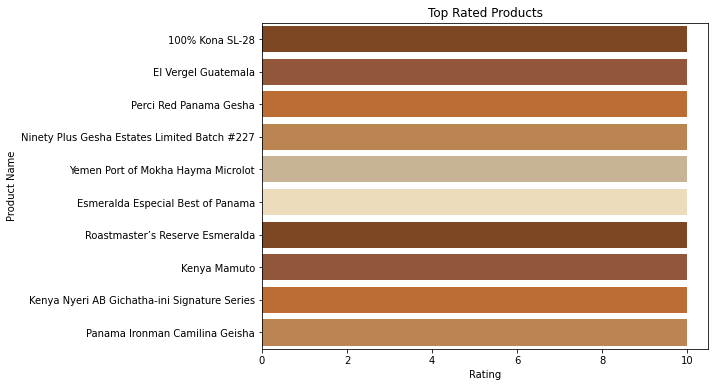 Top Rated Products
Product Name
100% Kona SL-28
El Vergel Guatemala
Perci Red Panama Gesha
Ninety Plus Gesha Estates Limited Batch #227
Yemen Port of Mokha Hayma Microlot
Esmeralda Especial Best of Panama
Roastmaster’s Reserve Esmeralda
Kenya Mamuto
Kenya Nyeri AB Gichatha-ini Signature Series
Panama Ironman Camilina Geisha
0 2 4 6 8 10
Rating